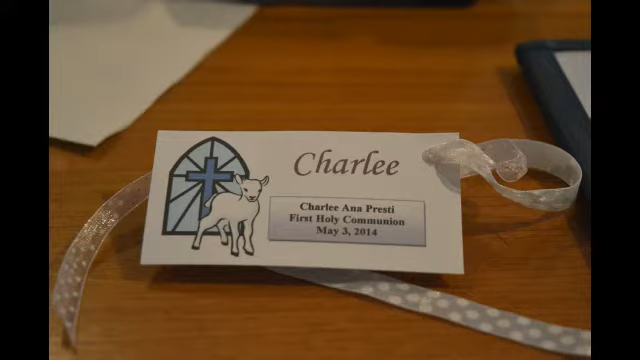 Charlee
Charlee Ana Presti
First Holy Communion
May 3, 2014